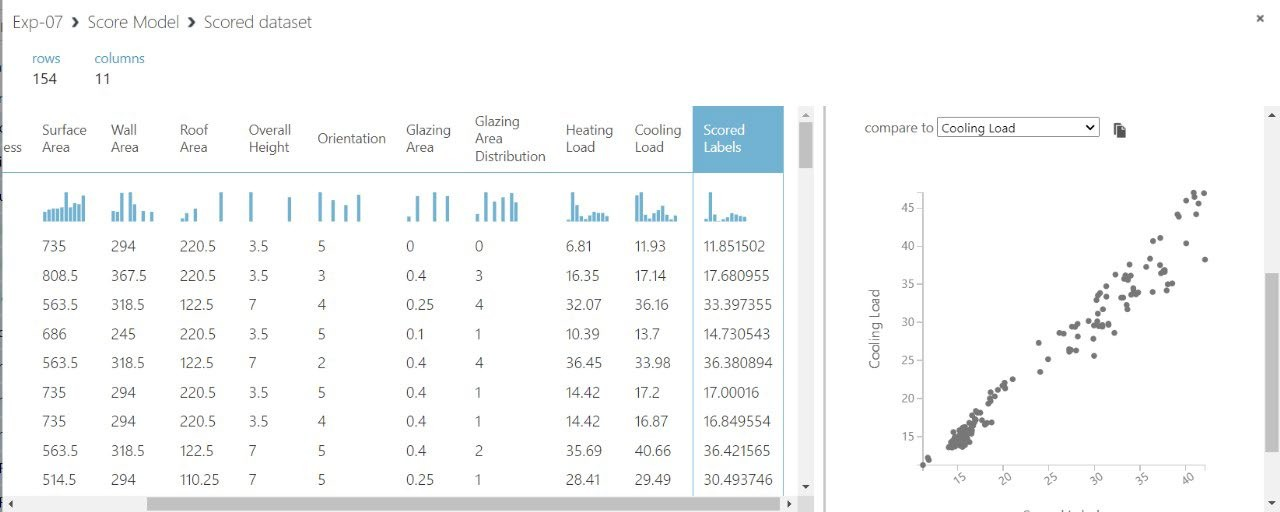 Exp-07 > Score Model > Scored dataset
rows columns
154 11
ess Surface Area Wall Area Roof Area Overall Height Orientation Glazing Area Glazing Area Distribution Heating Load Cooling Load Scored Labels
735 294 220.5 3.5 5 0 0 6.81 11.93 11.851502
808.5 367.5 220.5 3.5 3 0.4 3 16.35 17.14 17.680955
563.5 318.5 122.5 7 4 0.25 4 32.07 36.16 33.397355
686 245 220.5 3.5 5 0.1 1 10.39 13.7 14.730543
563.5 318.5 122.5 7 2 0.4 4 36.45 33.98 36.380894
735 294 220.5 3.5 5 0.4 1 14.42 17.2 17.00016
735 294 220.5 3.5 4 0.4 1 14.42 16.87 16.849554
563.5 318.5 122.5 7 5 0.4 2 35.69 40.66 36.421565
514.5 294 110.25 7 5 0.25 1 28.41 29.49 30.493746
compare to Cooling Load
45
40
35
30
25
20
15
Cooling Load
15 20 25 30 35 40